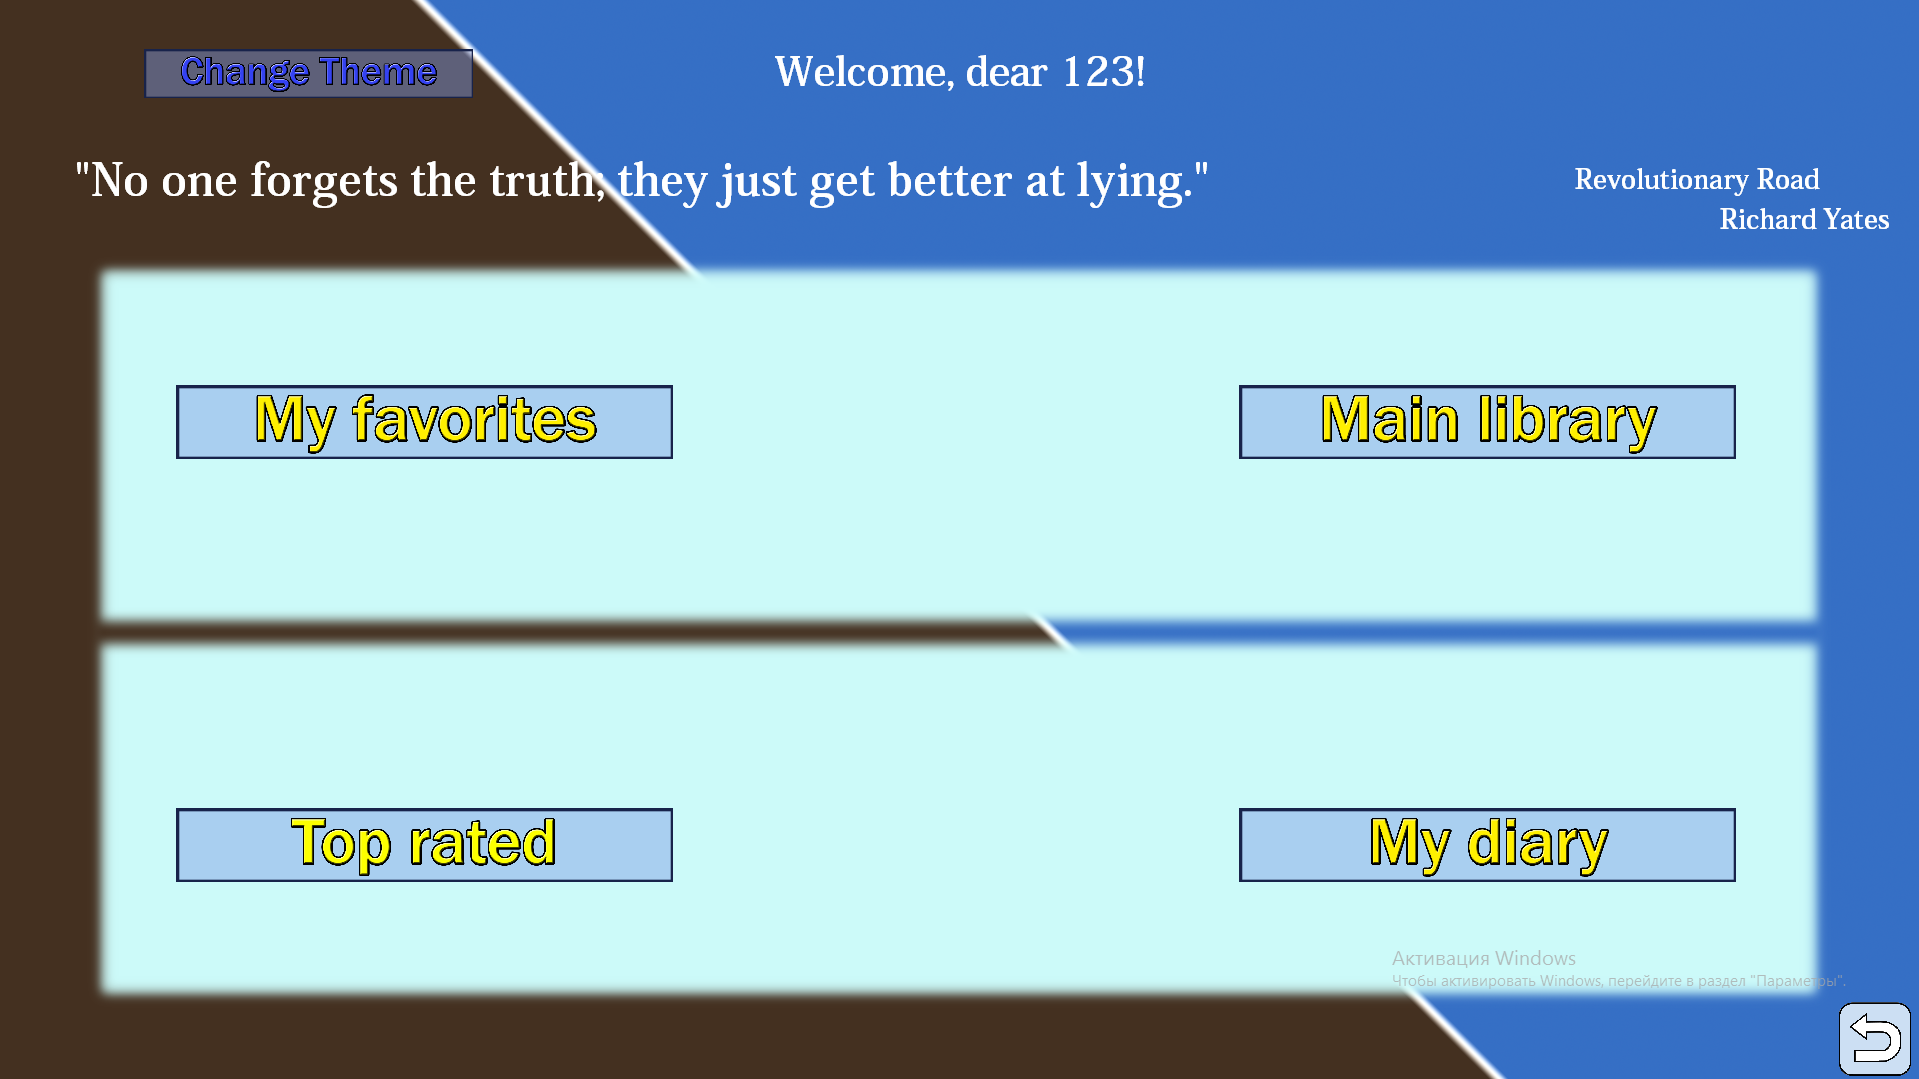 Change Theme
Welcome, dear 123!
"No one forgets the truth; they just get better at lying."
Revolutionary Road
Richard Yates
My favorites
Main library
Top rated
My diary
Активация Windows
Чтобы активировать Windows, перейдите в раздел "Параметры".